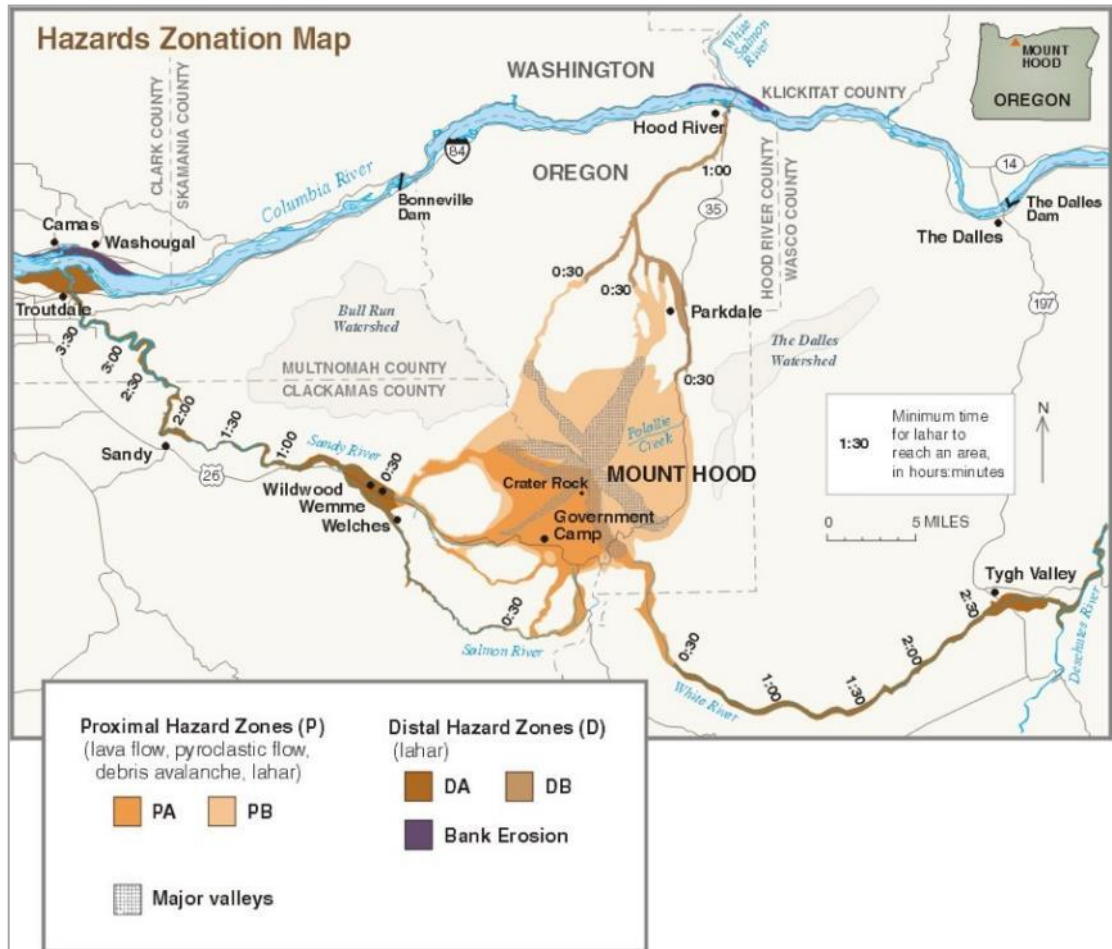 Hazards Zonation Map
WASHINGTON
White
Salmon
River
KLICKITAT COUNTY
MOUNT
HOOD
OREGON
CLARK COUNTY
SKAMANIA COUNTY
Columbia River
84
Bonneville
Dam
Hood River
OREGON
1:00
35
HOOD RIVER COUNTY
WASCO COUNTY
14
The Dalles
Dam
The Dalles
197
Camas
Washougal
Troutdale
3:30
3:00
2:30
2:00
1:30
1:00
0:30
Bull Run
Watershed
MULTNOMAH COUNTY
CLACKAMAS COUNTY
0:30
0:30
Parkdale
0:30
The Dalles
Watershed
Polallie
Creek
Sandy
26
Sandy River
Wildwood
Wemme
Welches
Crater Rock
MOUNT HOOD
Government
Camp
1:30
Minimum time
for lahar to
reach an area,
in hours:minutes
N
0
5 MILES
0:30
Salmon River
0:30
White River
1:00
1:30
2:00
2:30
Tygh Valley
Deschutes River
Proximal Hazard Zones (P)
(lava flow, pyroclastic flow,
debris avalanche, lahar)
PA
PB
Major valleys
Distal Hazard Zones (D)
(lahar)
DA
DB
Bank Erosion